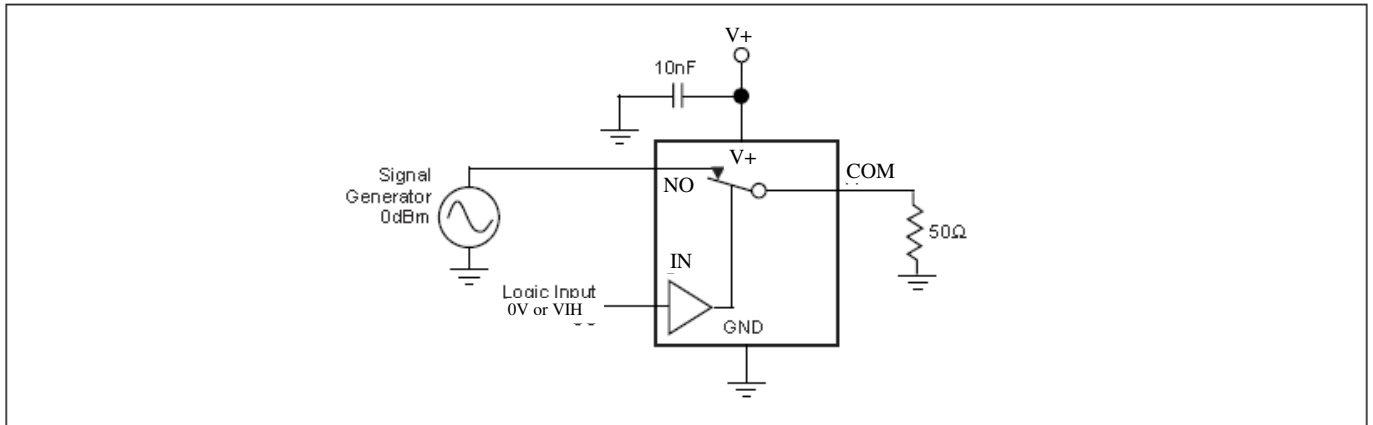 V+
10nF
V+
COM
NO
Signal
Generator
0dBm
50Ω
IN
Logic Input
0V or VIH
GND